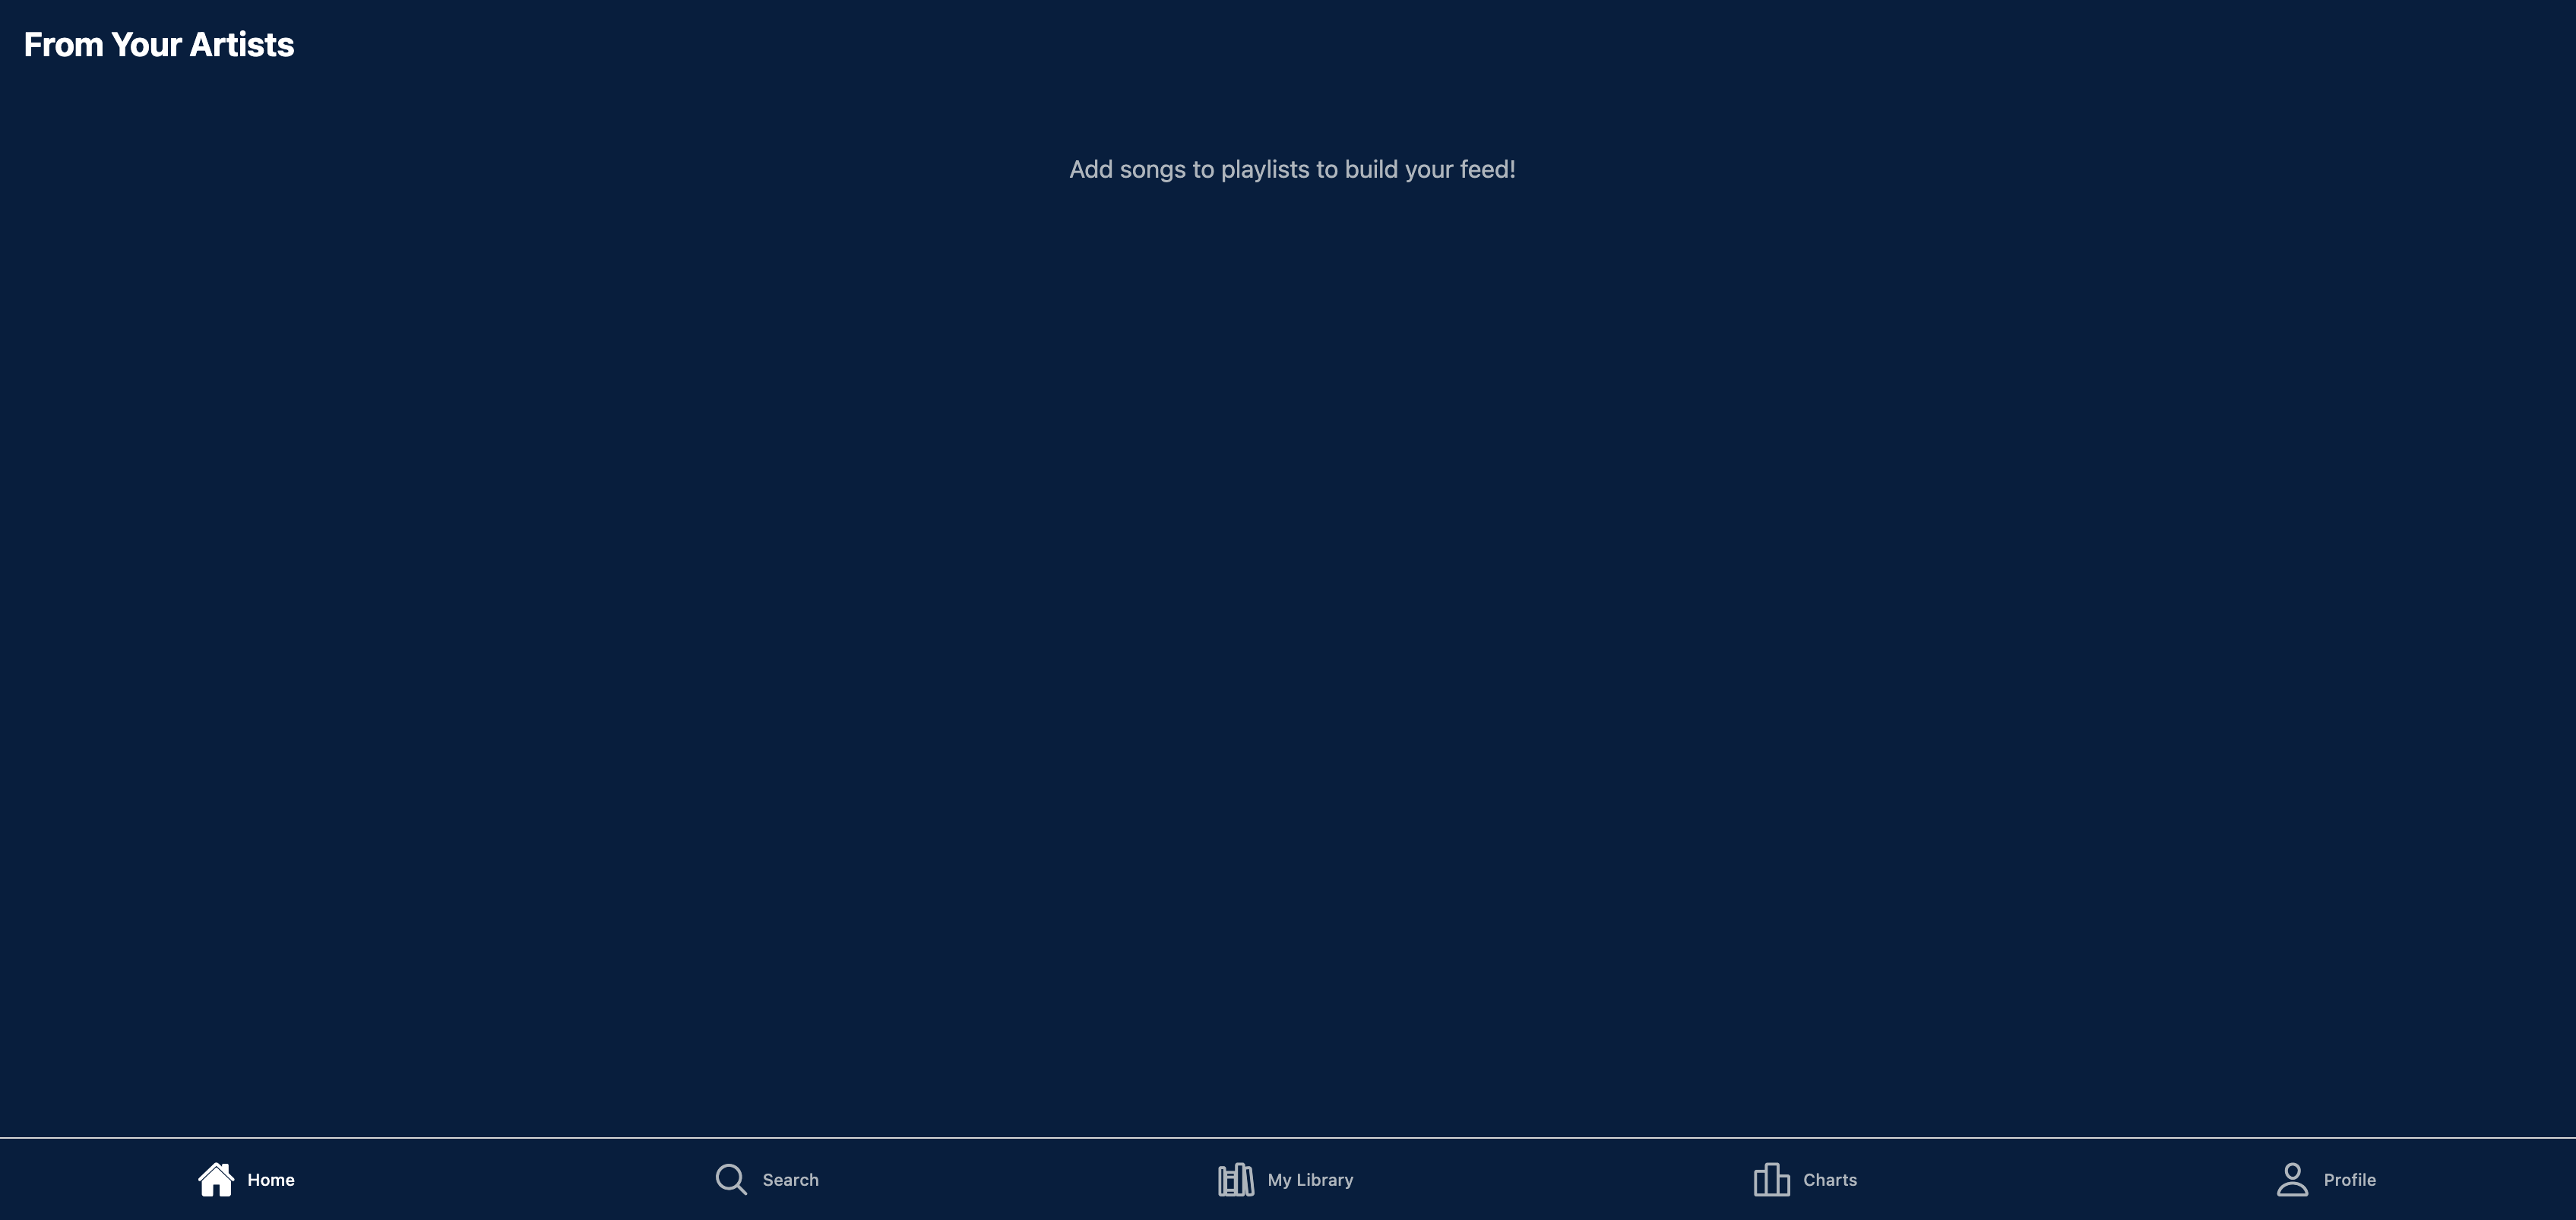 From Your Artists
Add songs to playlists to build your feed!
Home
Search
My Library
Charts
Profile